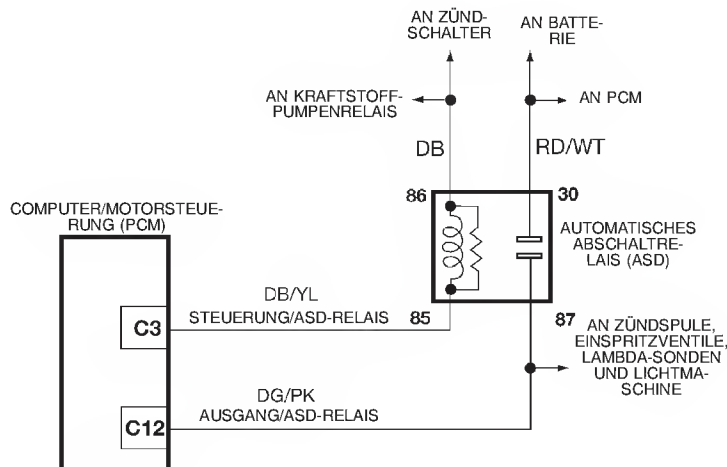 AN ZÜND-
SCHALTER
AN BATTE-
RIE
AN KRAFTSTOFF-
PUMPENRELAIS
AN PCM
DB
RD/WT
86
30
COMPUTER/MOTORSTEUE-
RUNG (PCM)
AUTOMATISCHES
ABSCHALTRE-
LAIS (ASD)
DB/YL
C3
STEUERUNG/ASD-RELAIS
85
87
AN ZÜNDSPULE,
EINSPRITZVENTILE,
LAMBDA-SONDEN
UND LICHTMA-
SCHINE
DG/PK
C12
AUSGANG/ASD-RELAIS